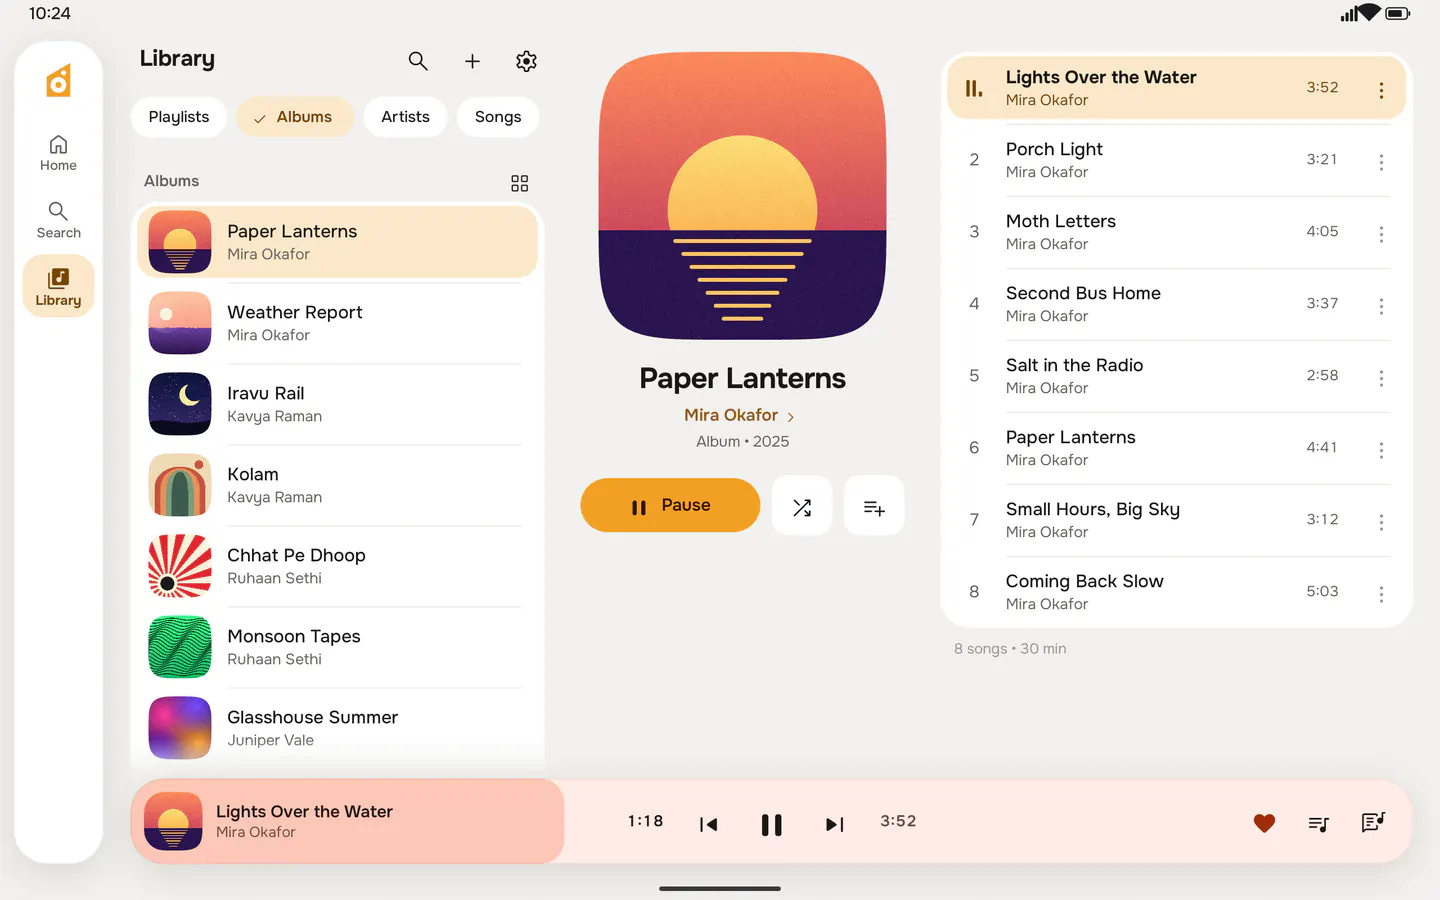 10:24
Home
Search
Library
Library
Playlists
Albums
Artists
Songs
Albums
Paper Lanterns
Mira Okafor
Weather Report
Mira Okafor
Iravu Rail
Kavya Raman
Kolam
Kavya Raman
Chhat Pe Dhoop
Ruhaan Sethi
Monsoon Tapes
Ruhaan Sethi
Glasshouse Summer
Juniper Vale
Paper Lanterns
Mira Okafor
Album • 2025
Pause
Lights Over the Water
Mira Okafor
3:52
2 Porch Light 3:21
Mira Okafor
3 Moth Letters 4:05
Mira Okafor
4 Second Bus Home 3:37
Mira Okafor
5 Salt in the Radio 2:58
Mira Okafor
6 Paper Lanterns 4:41
Mira Okafor
7 Small Hours, Big Sky 3:12
Mira Okafor
8 Coming Back Slow 5:03
Mira Okafor
8 songs • 30 min
Lights Over the Water
Mira Okafor
1:18
3:52